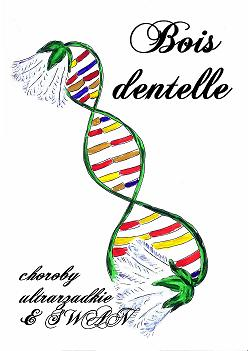 Bois
dentelle
choroby
ultrarzadkie
& SWAN